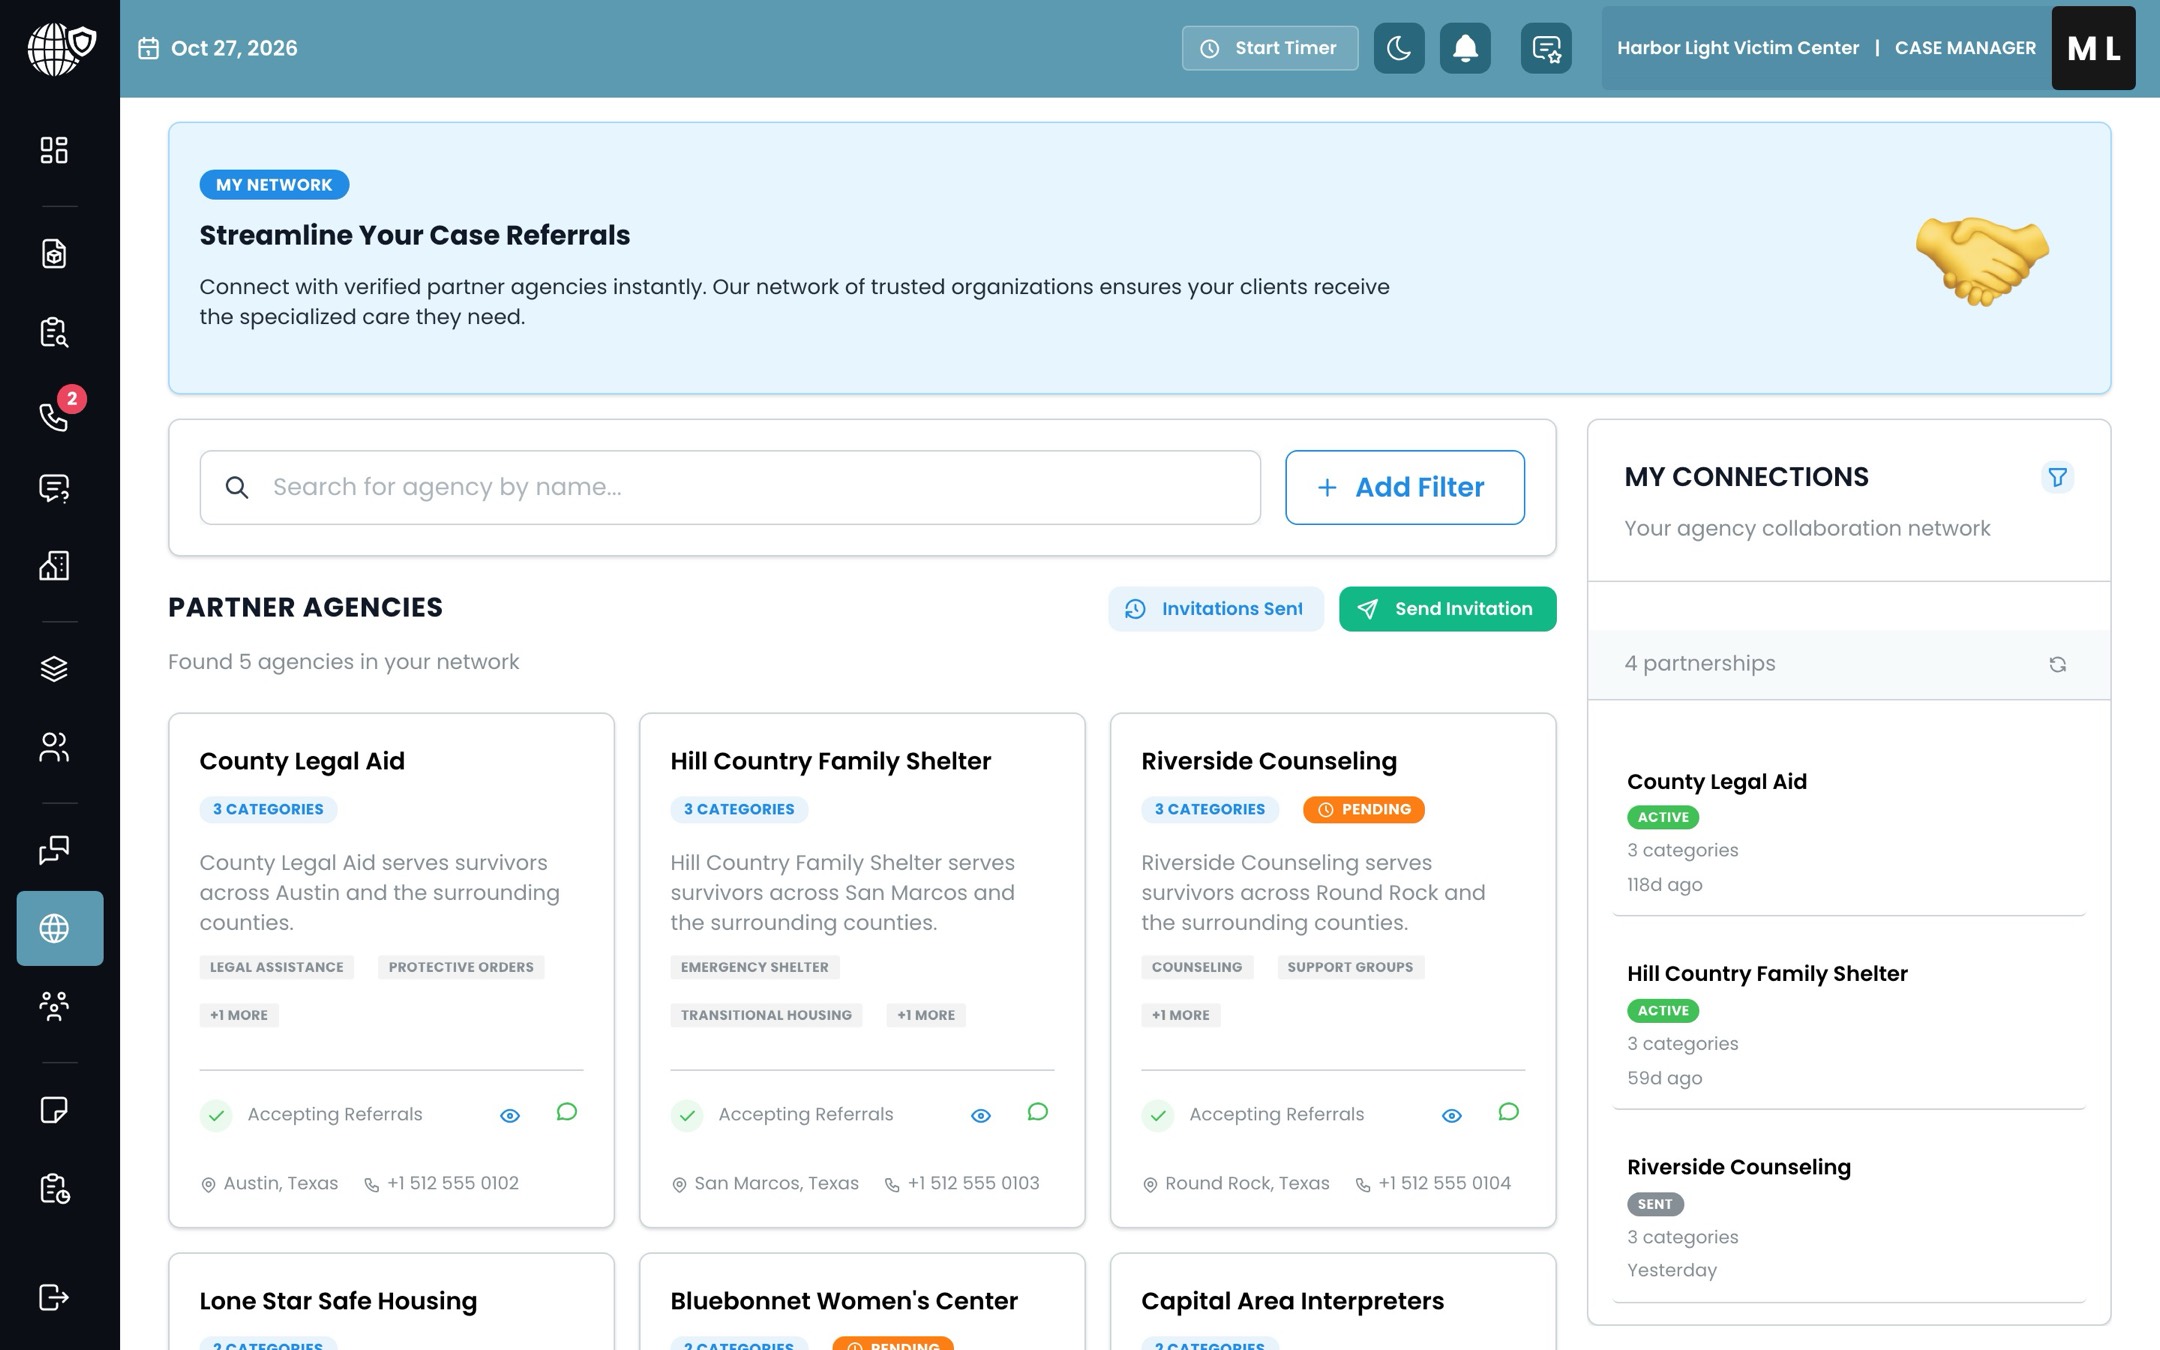 Oct 27, 2026
Start Timer
Harbor Light Victim Center | CASE MANAGER
M L
2
MY NETWORK
Streamline Your Case Referrals
Connect with verified partner agencies instantly. Our network of trusted organizations ensures your clients receive
the specialized care they need.
Search for agency by name...
+ Add Filter
PARTNER AGENCIES
Invitations Sent
Send Invitation
Found 5 agencies in your network
County Legal Aid
3 CATEGORIES
County Legal Aid serves survivors
across Austin and the surrounding
counties.
LEGAL ASSISTANCE PROTECTIVE ORDERS
+1 MORE
Accepting Referrals
Austin, Texas +1 512 555 0102
Hill Country Family Shelter
3 CATEGORIES
Hill Country Family Shelter serves
survivors across San Marcos and
the surrounding counties.
EMERGENCY SHELTER
TRANSITIONAL HOUSING +1 MORE
Accepting Referrals
San Marcos, Texas +1 512 555 0103
Riverside Counseling
3 CATEGORIES PENDING
Riverside Counseling serves
survivors across Round Rock and
the surrounding counties.
COUNSELING SUPPORT GROUPS
+1 MORE
Accepting Referrals
Round Rock, Texas +1 512 555 0104
Lone Star Safe Housing
2 CATEGORIES
Bluebonnet Women's Center
2 CATEGORIES PENDING
Capital Area Interpreters
2 CATEGORIES
MY CONNECTIONS
Your agency collaboration network
4 partnerships
County Legal Aid
ACTIVE
3 categories
118d ago
Hill Country Family Shelter
ACTIVE
3 categories
59d ago
Riverside Counseling
SENT
3 categories
Yesterday